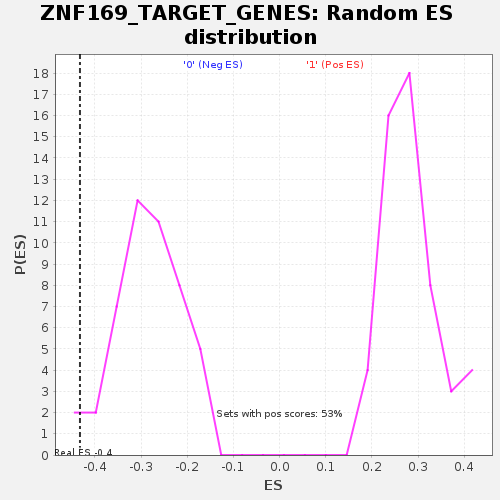 ZNF169_TARGET_GENES: Random ES
distribution
'0' (Neg ES) '1' (Pos ES)
18
17
16
15
14
13
12
11
10
9
8
7
6
5
4
3
2
1
0
P(ES)
Sets with pos scores: 53%
Real ES -0.4
-0.4 -0.3 -0.2 -0.1 0.0 0.1 0.2 0.3 0.4
ES